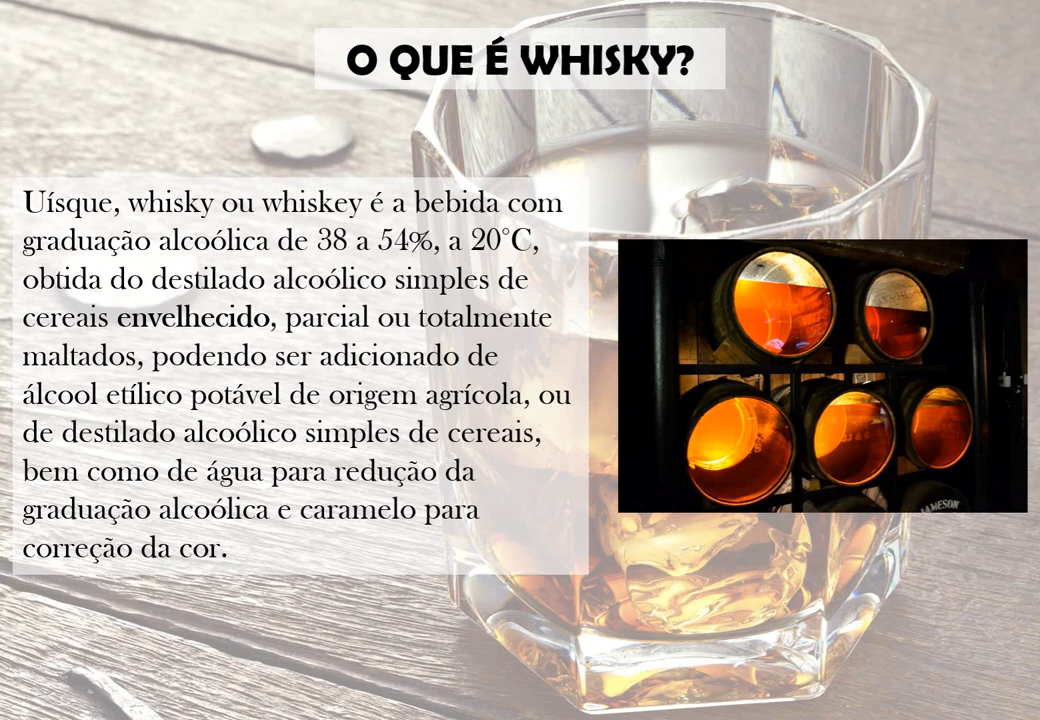 O QUE É WHISKY?
Uísque, whisky ou whiskey é a bebida com
graduação alcoólica de 38 a 54%, a 20°C,
obtida do destilado alcoólico simples de
cereais envelhecido, parcial ou totalmente
maltados, podendo ser adicionado de
álcool etílico potável de origem agrícola, ou
de destilado alcoólico simples de cereais,
bem como de água para redução da
graduação alcoólica e caramelo para
correção da cor.
JAMESON